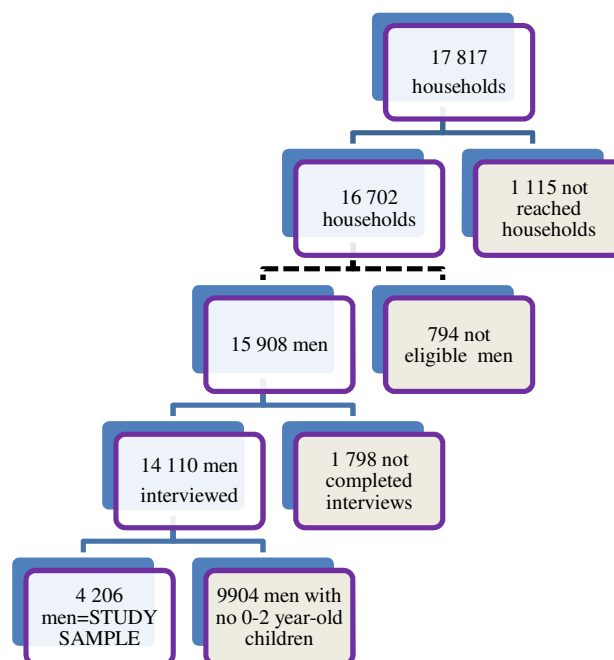 17 817
households
16 702
households
1 115 not
reached
households
15 908 men
794 not
eligible men
14 110 men
interviewed
1 798 not
completed
interviews
4 206
men=STUDY
SAMPLE
9904 men with
no 0-2 year-old
children